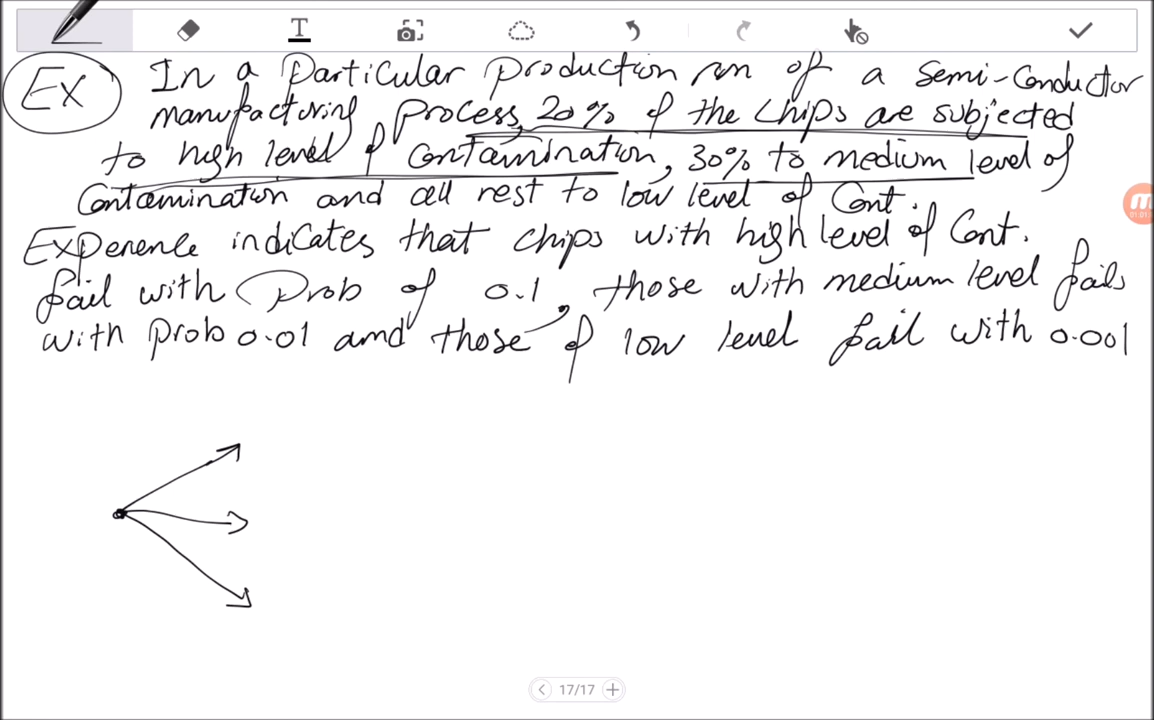 T
Ex In a Particular Production run of a Semi-Conductor
manufacturing Process, 20% of the Chips are subjected
to high level of Contamination, 30% to medium level of
Contamination and all rest to low level of Cont.
Experence indicates that chips with high level of Cont.
fail with Prob of 0.1, those with medium level fails
with prob 0.01 and those of low level fail with 0.001
01:01
17/17